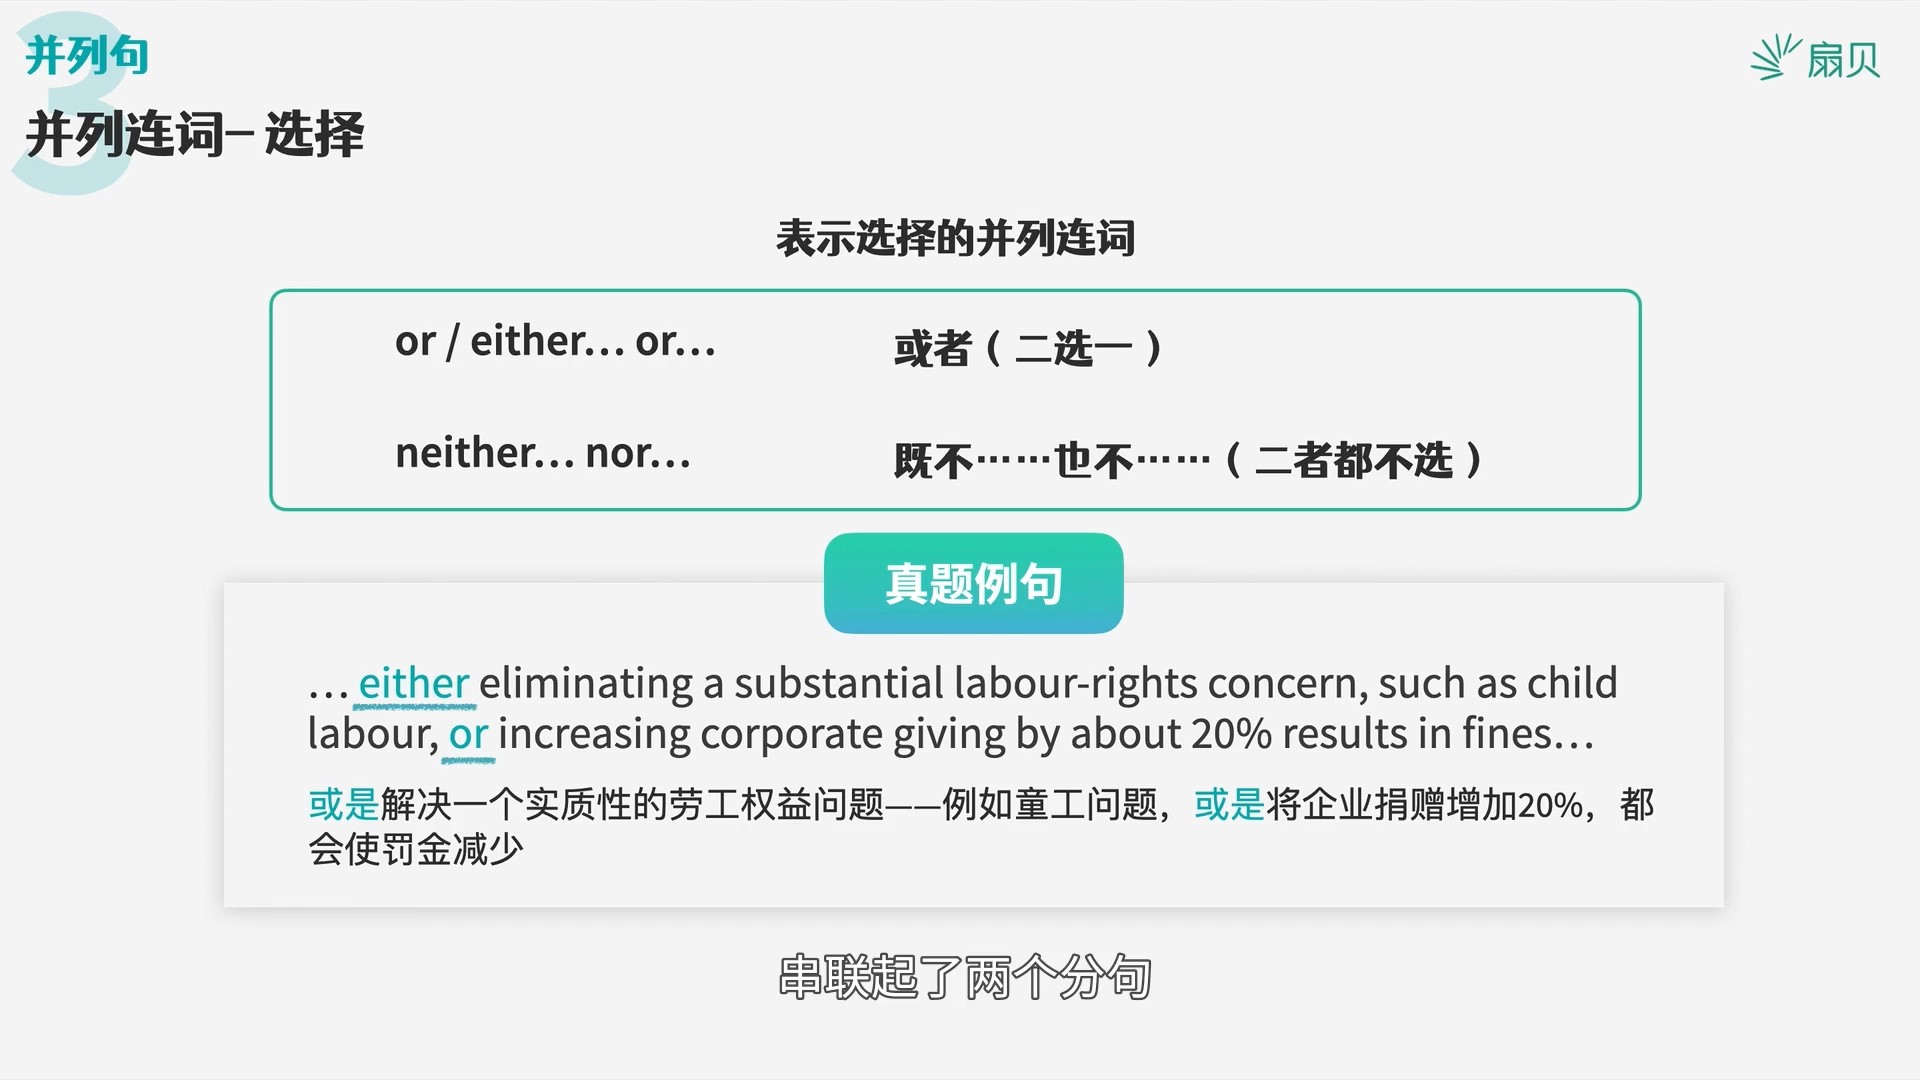 3
并列句
扇贝
并列连词– 选择
表示选择的并列连词
or / either… or…
或者（二选一）
neither… nor…
既不……也不……（二者都不选）
真题例句
… either eliminating a substantial labour-rights concern, such as child
labour, or increasing corporate giving by about 20% results in fines…
或是解决一个实质性的劳工权益问题——例如童工问题，或是将企业捐赠增加20%，都
会使罚金减少
串联起了两个分句